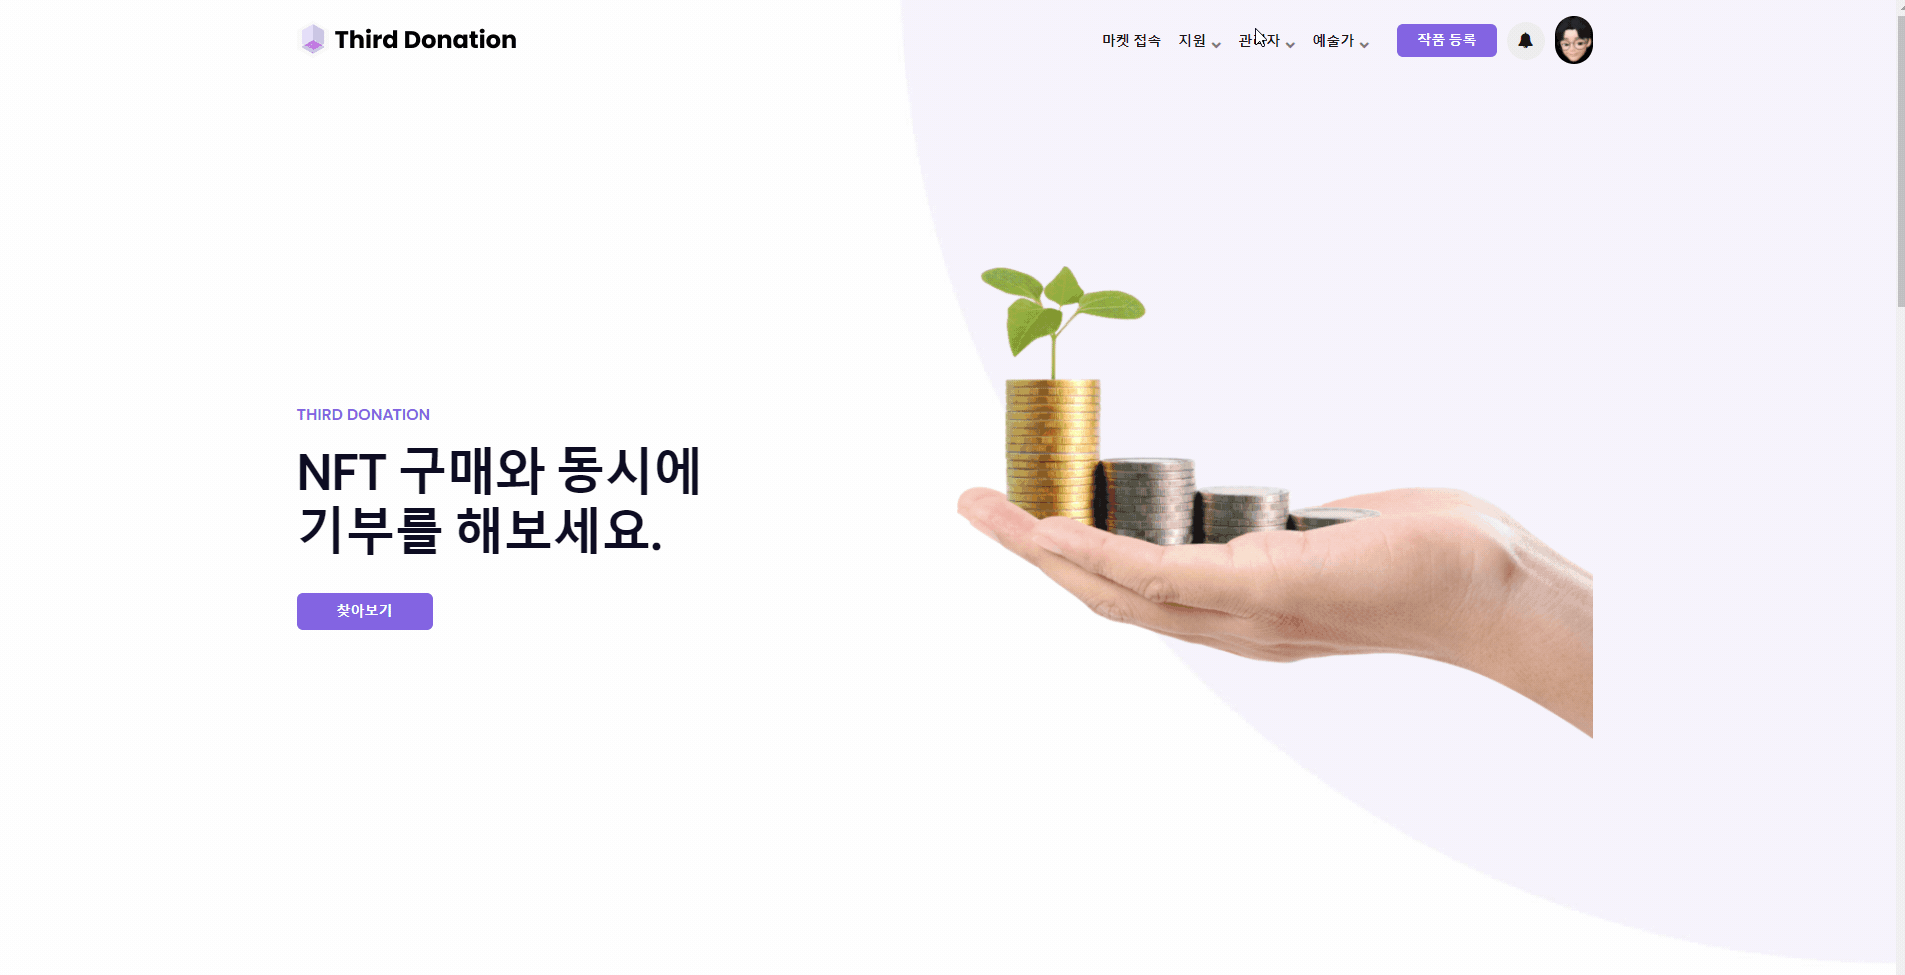 Third Donation
마켓 접속
지원
관리자
예술가
작품 등록
THIRD DONATION
NFT 구매와 동시에
기부를 해보세요.
찾아보기